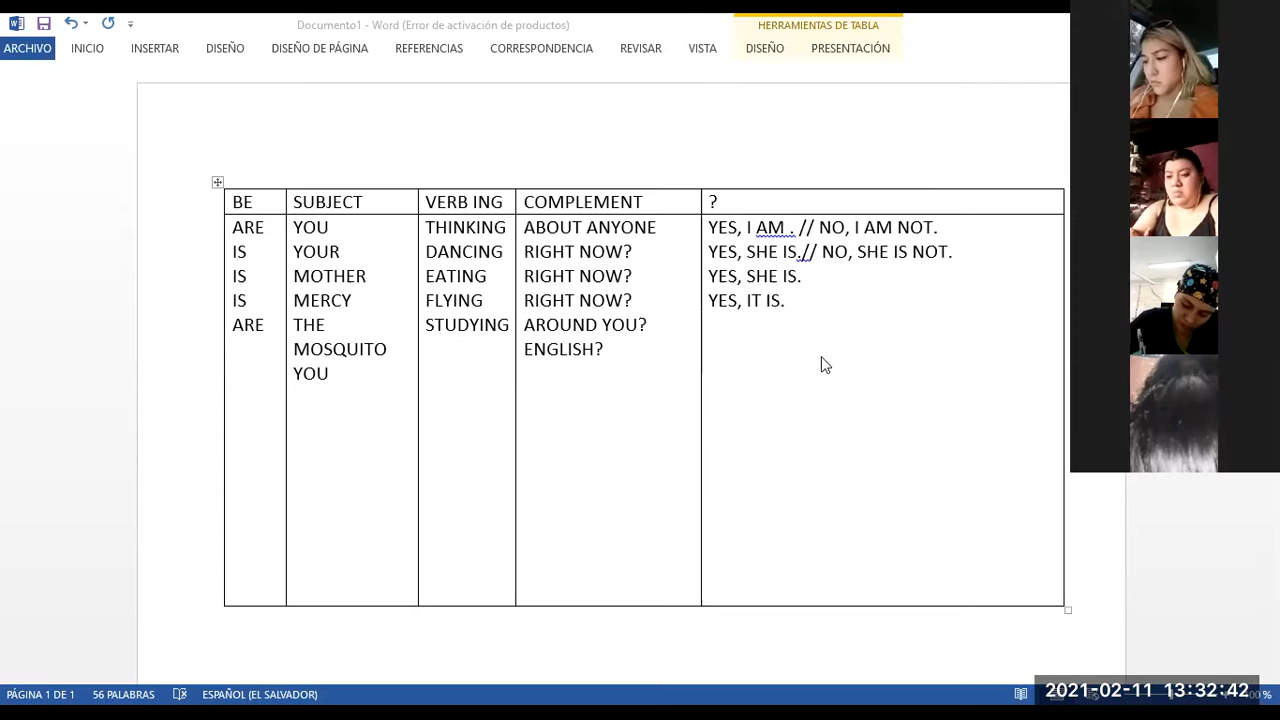 Documento1 - Word (Error de activación de productos)
HERRAMIENTAS DE TABLA
ARCHIVO INICIO INSERTAR DISEÑO DISEÑO DE PÁGINA REFERENCIAS CORRESPONDENCIA REVISAR VISTA DISEÑO PRESENTACIÓN
BE SUBJECT VERB ING COMPLEMENT ?
ARE YOU THINKING ABOUT ANYONE YES, I AM . // NO, I AM NOT.
IS YOUR DANCING RIGHT NOW? YES, SHE IS.// NO, SHE IS NOT.
IS MOTHER EATING RIGHT NOW? YES, SHE IS.
IS MERCY FLYING RIGHT NOW? YES, IT IS.
ARE THE STUDYING AROUND YOU?
MOSQUITO ENGLISH?
YOU
PÁGINA 1 DE 1 56 PALABRAS ESPAÑOL (EL SALVADOR)
2021-02-11 13:32:42